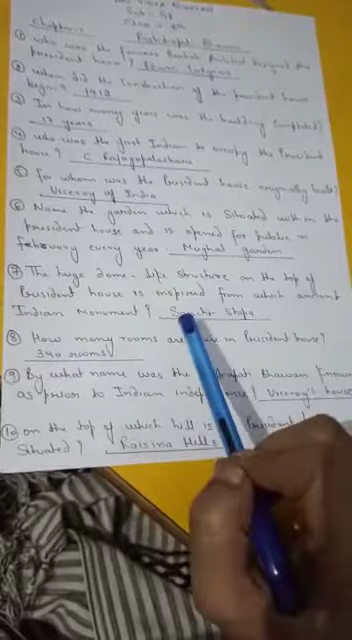 Chapter-1
Rashtrapati Bhawan
① who was the famous British Architect designed the
president house? Edwin Lutyens
② when did the Construction of the president house
begin? 1912
③ In how many years was the building Completed?
17 years
④ who was the first Indian to occupy the President
house? C Rajagopalachari
⑤ for whom was the President house originally built?
Viceroy of India
⑥ Name the garden which is Situated within the
president house and is opened for public in
february every year. Mughal garden
⑦ The huge dome-like structure on the top of
President house is inspired from which ancient
Indian Monument? Sanchi Stupa
⑧ How many rooms are in President house?
340 rooms
⑨ By what name was the Bhawan known
as prior to Indian independence? Viceroy's house
⑩ on the top of which hill is President
Situated? Raisina Hills